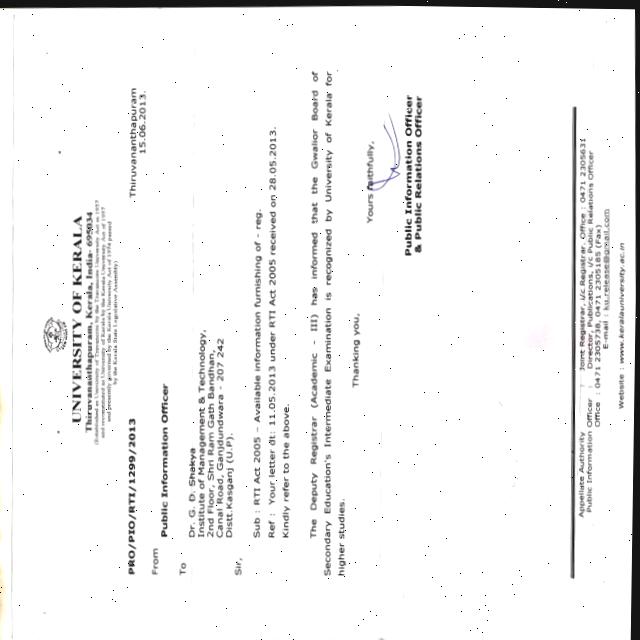 UNIVERSITY OF KERALA
Thiruvananthapuram, Kerala, India- 695034
(Established as University of Travancore by the Travancore University Act in 1937
and reconstituted as University of Kerala by the Kerala University Act of 1957
and presently governed by the Kerala University Act of 1974 passed
by the Kerala State Legislative Assembly)
PRO/PIO/RTI/1299/2013
Thiruvananthapuram
15.06.2013.
From
Public Information Officer
To
Dr. G. D. Shakya
Institute of Management & Technology,
2nd Floor, Shri Ram Gath Bandhan,
Canal Road, Ganjdundwara - 207 242
Distt.Kasganj (U.P).
Sir,
Sub : RTI Act 2005 – Available information furnishing of - reg.
Ref : Your letter dt: 11.05.2013 under RTI Act 2005 received on 28.05.2013.
Kindly refer to the above.
The Deputy Registrar (Academic - III) has informed that the Gwalior Board of
Secondary Education's Intermediate Examination is recognized by University of Kerala for
higher studies.
Thanking you,
Yours faithfully,
Public Information Officer
& Public Relations Officer
Appellate Authority : Joint Registrar, i/c Registrar, Office : 0471 2305631
Public Information Officer : Director, Publications, i/c Public Relations Officer
Office : 0471 2305738, 0471 2305185 (Fax)
E-mail : ku.release@gmail.com
Website : www.keralauniversity.ac.in